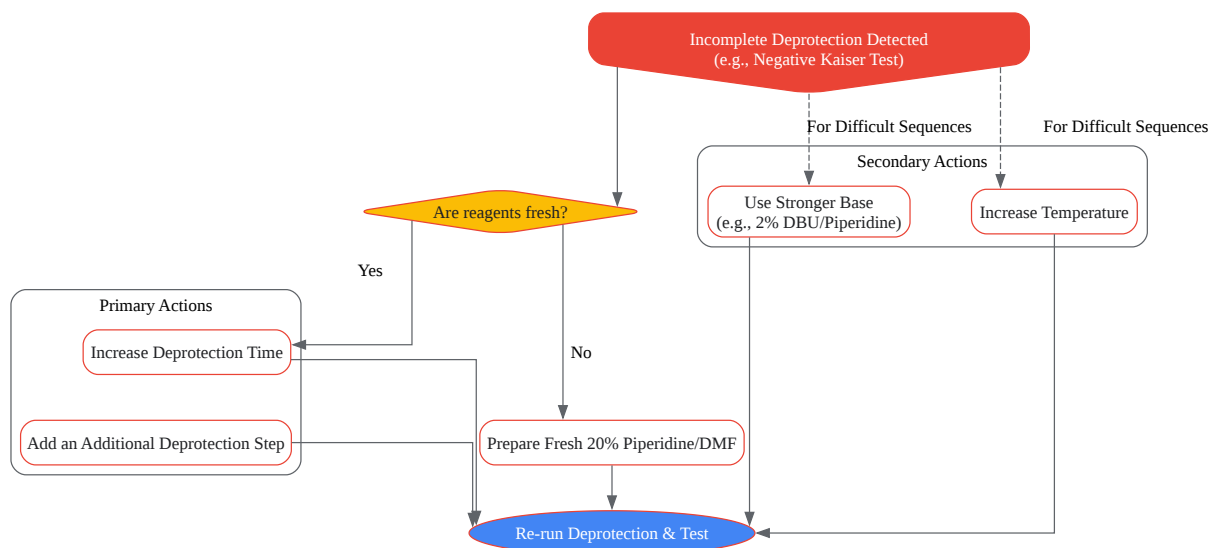 Incomplete Deprotection Detected
(e.g., Negative Kaiser Test)
For Difficult Sequences
For Difficult Sequences
Secondary Actions
Use Stronger Base
(e.g., 2% DBU/Piperidine)
Increase Temperature
Are reagents fresh?
Yes
Primary Actions
Increase Deprotection Time
No
Add an Additional Deprotection Step
Prepare Fresh 20% Piperidine/DMF
Re-run Deprotection & Test